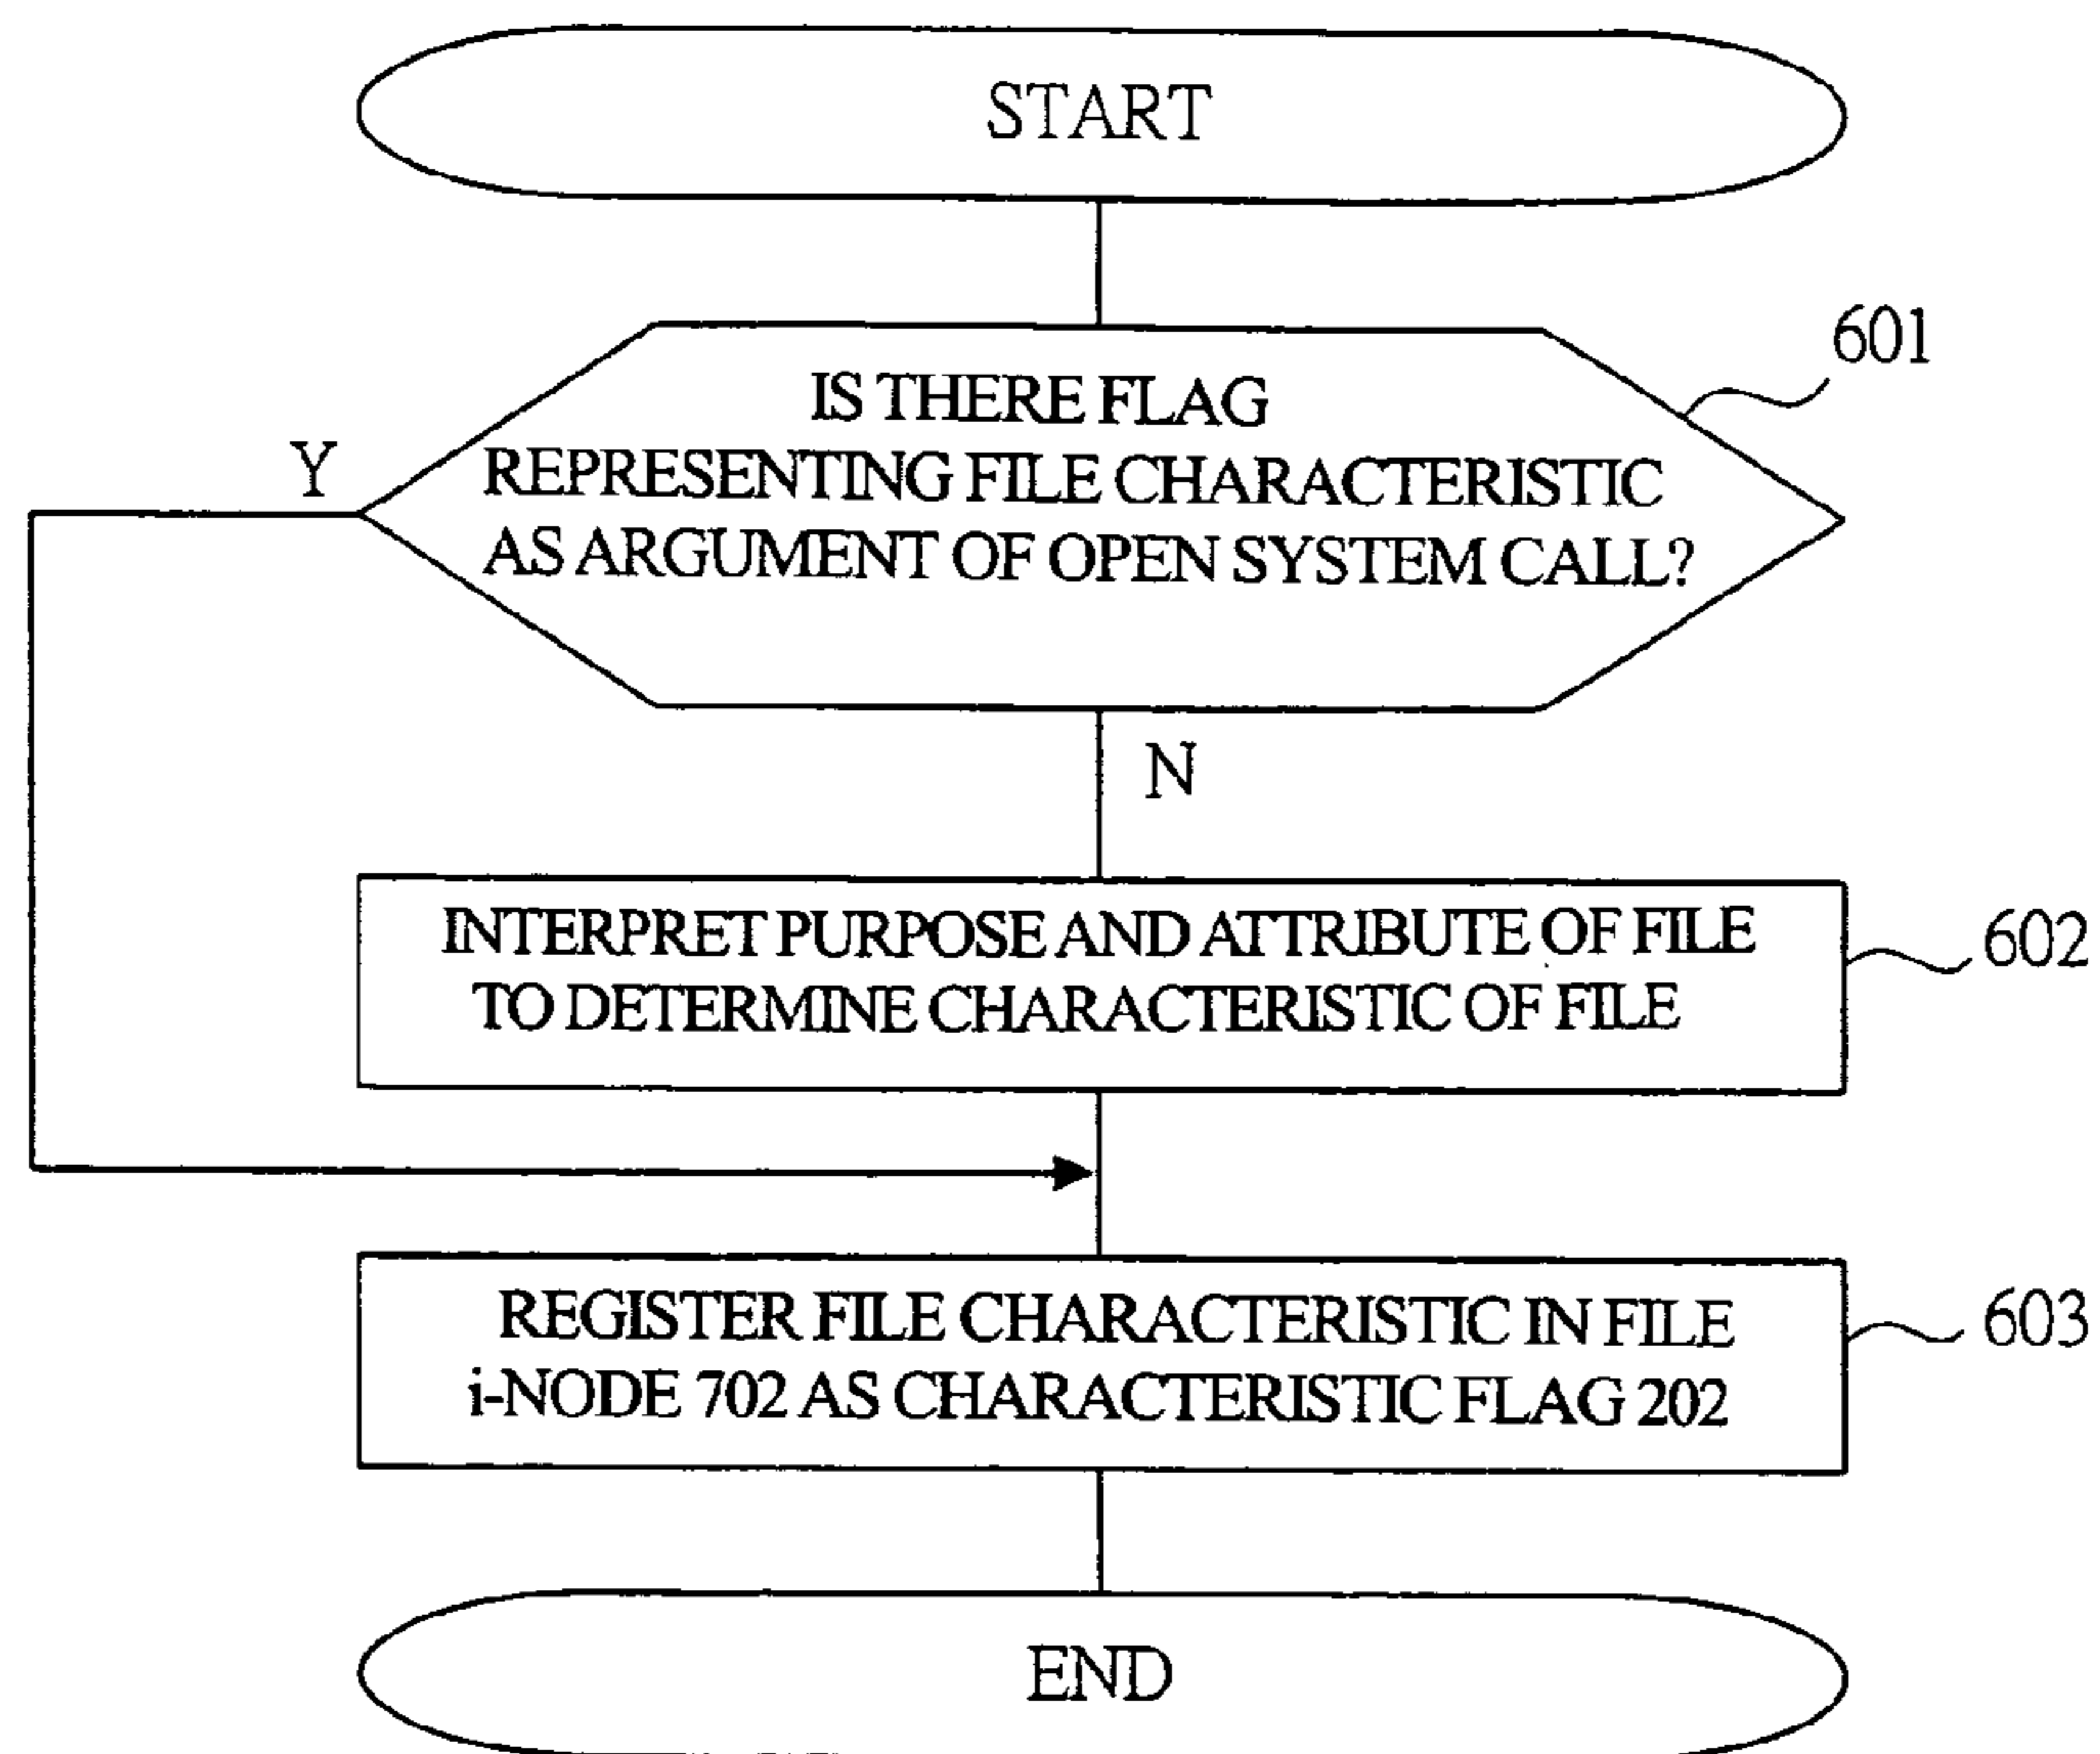 START
601
IS THERE FLAG
REPRESENTING FILE CHARACTERISTIC
AS ARGUMENT OF OPEN SYSTEM CALL?
Y
N
INTERPRET PURPOSE AND ATTRIBUTE OF FILE
TO DETERMINE CHARACTERISTIC OF FILE
602
REGISTER FILE CHARACTERISTIC IN FILE
i-NODE 702 AS CHARACTERISTIC FLAG 202
603
END